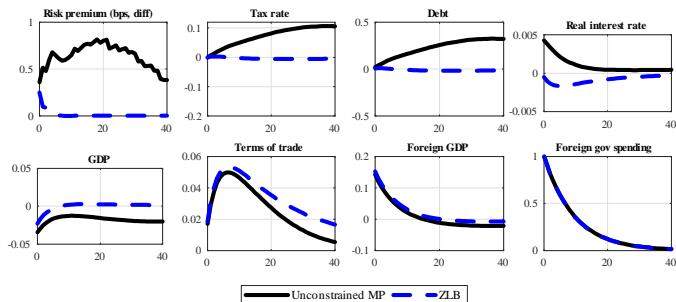 Risk premium (bps, diff)
1
0.5
0
0 20 40
Tax rate
0.1
0
-0.1
-0.2
0 20 40
Debt
0.5
0
-0.5
0 20 40
Real interest rate
0.005
-0.005
0 20 40
GDP
0.05
0
-0.05
0 20 40
Terms of trade
0.06
0.04
0.02
0
0 20 40
Foreign GDP
0.2
0.1
0
-0.1
0 20 40
Foreign gov spending
1
0.5
0
0 20 40
Unconstrained MP ZLB